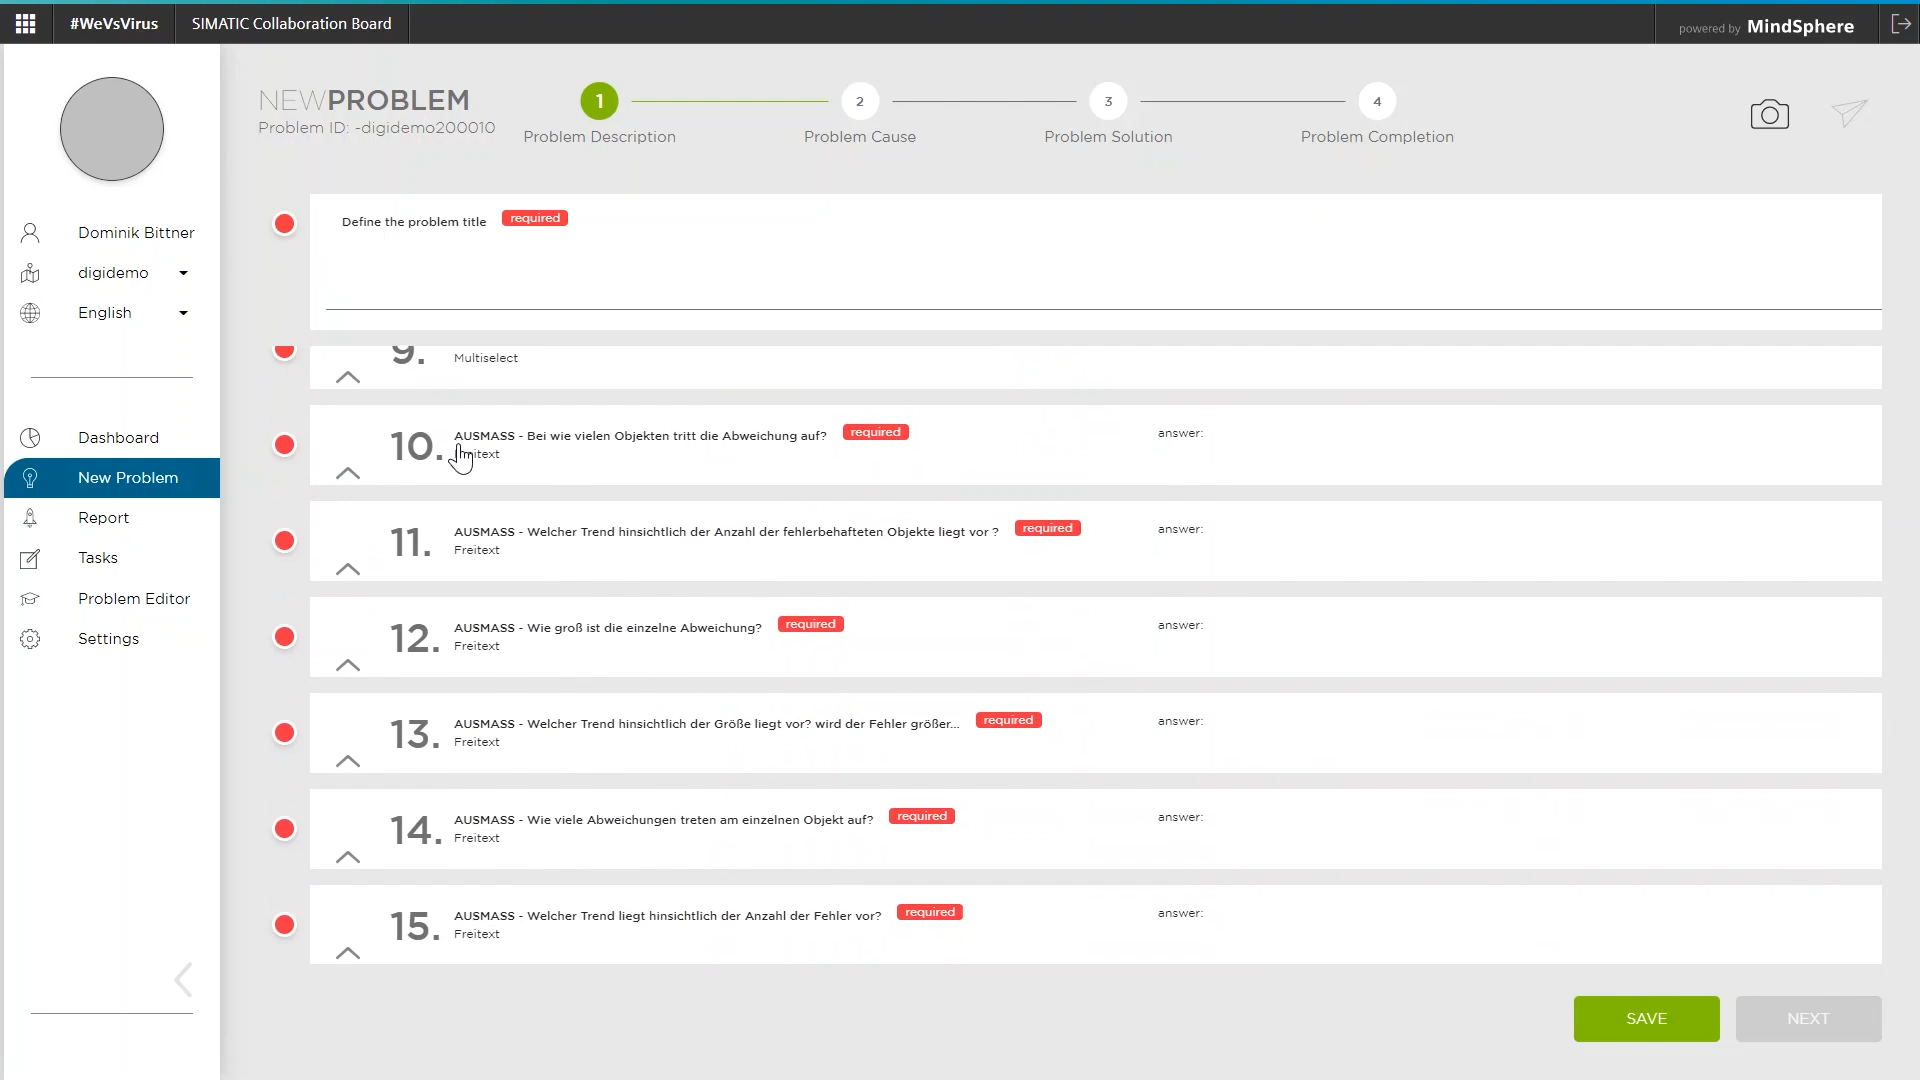 #WeVsVirus
SIMATIC Collaboration Board
powered by MindSphere
NEWPROBLEM
Problem ID: -digidemo200010
1
Problem Description
2
Problem Cause
3
Problem Solution
4
Problem Completion
Dominik Bittner
digidemo
English
Dashboard
New Problem
Report
Tasks
Problem Editor
Settings
Define the problem title required
9.
Multiselect
10. AUSMASS - Bei wie vielen Objekten tritt die Abweichung auf? required answer:
11. AUSMASS - Welcher Trend hinsichtlich der Anzahl der fehlerbehafteten Objekte liegt vor ? required answer:
Freitext
12. AUSMASS - Wie groß ist die einzelne Abweichung? required answer:
Freitext
13. AUSMASS - Welcher Trend hinsichtlich der Größe liegt vor? wird der Fehler größer... required answer:
Freitext
14. AUSMASS - Wie viele Abweichungen treten am einzelnen Objekt auf? required answer:
Freitext
15. AUSMASS - Welcher Trend liegt hinsichtlich der Anzahl der Fehler vor? required answer:
Freitext
SAVE
NEXT